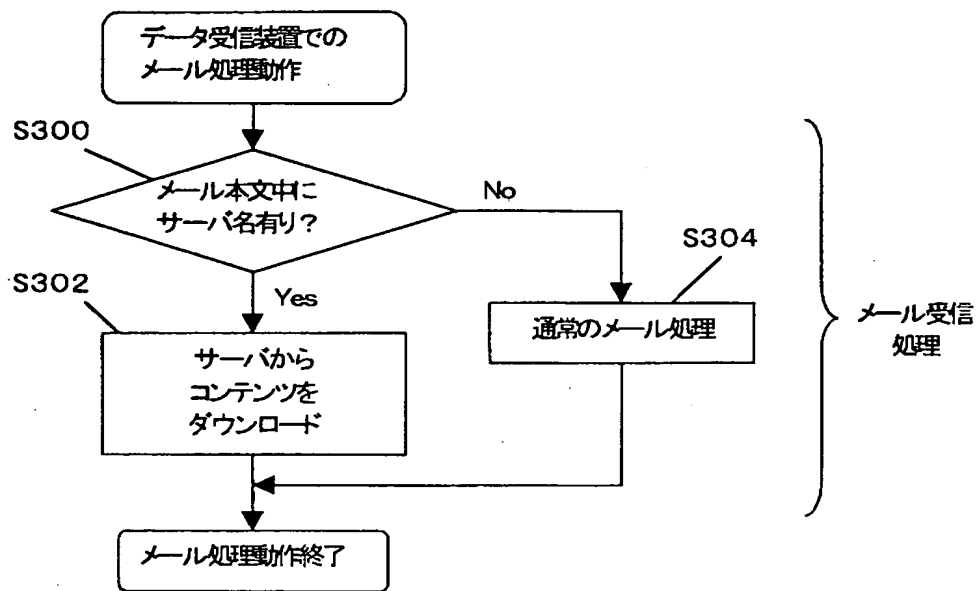 データ受信装置での
メール処理動作
S300
メール本文中に
サーバ名有り？
No
S304
S302
Yes
通常のメール処理
サーバから
コンテンツを
ダウンロード
メール受信
処理
メール処理動作終了